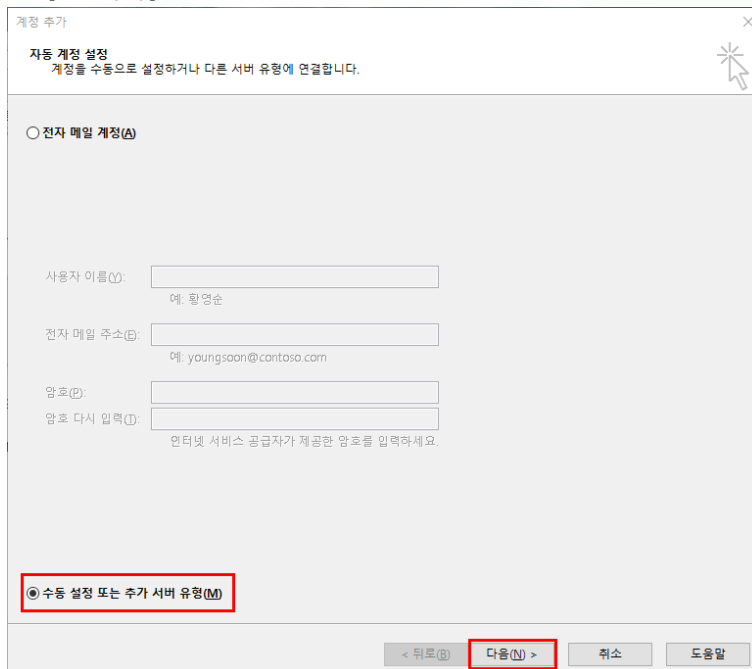 계정 추가
자동 계정 설정
계정을 수동으로 설정하거나 다른 서버 유형에 연결합니다.
전자 메일 계정(A)
사용자 이름(Y):
예: 황영순
전자 메일 주소(E):
예: youngsoon@contoso.com
암호(P):
암호 다시 입력(T):
인터넷 서비스 공급자가 제공한 암호를 입력하세요.
수동 설정 또는 추가 서버 유형(M)
< 뒤로(B) 다음(N) > 취소 도움말